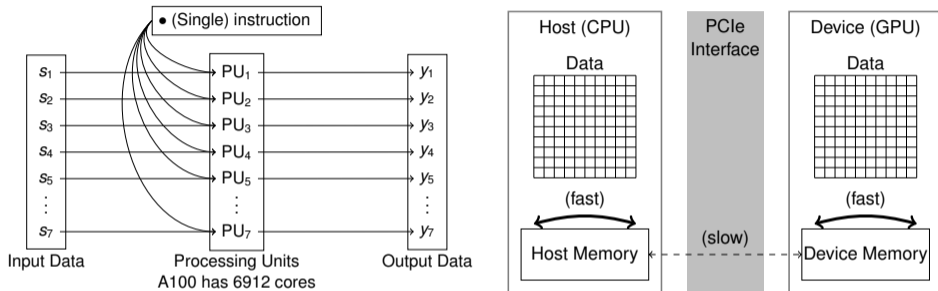 • (Single) instruction
s1 PU1 y1
s2 PU2 y2
s3 PU3 y3
s4 PU4 y4
s5 PU5 y5
⋮ ⋮ ⋮
s7 PU7 y7
Input Data Processing Units Output Data
A100 has 6912 cores
Host (CPU)
Data
(fast)
Host Memory
PCIe
Interface
(slow)
Device (GPU)
Data
(fast)
Device Memory